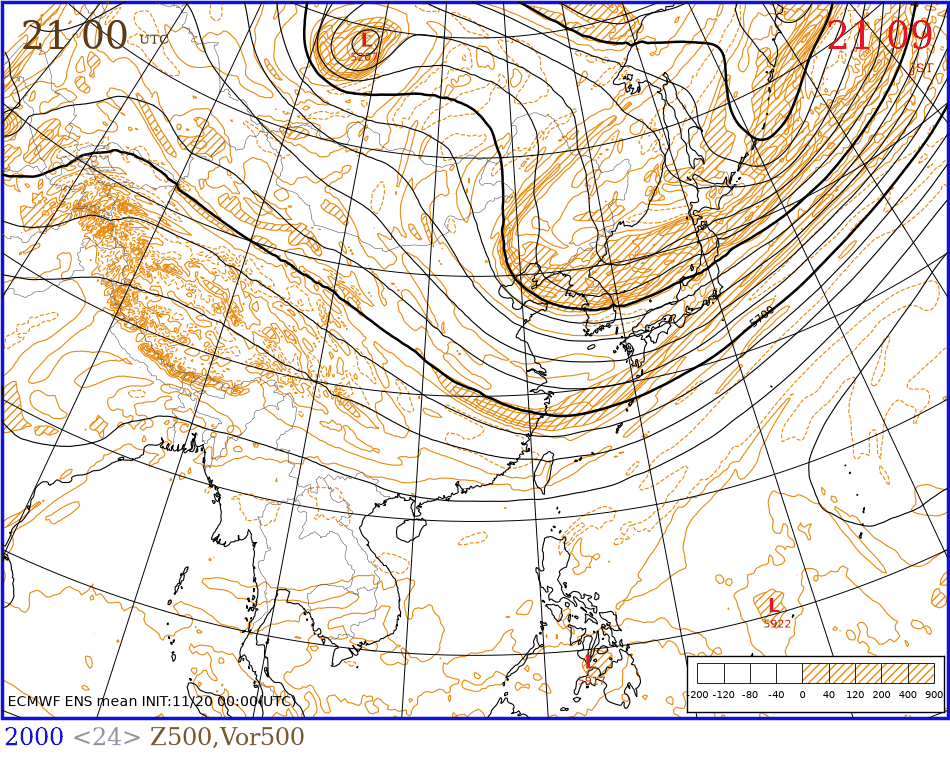 21 00 UTC
21 09
JST
L
L
5922
L
5700
-200 -120 -80 -40 0 40 120 200 400 900
ECMWF ENS mean INIT:11/20 00:00(UTC)
2000 <24> Z500,Vor500